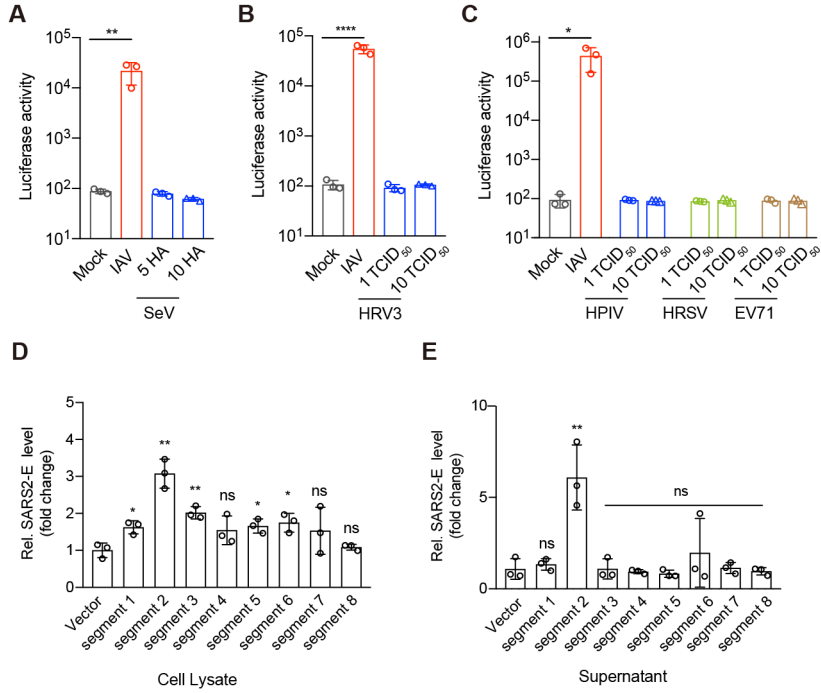 A
Luciferase activity
10^5
10^4
10^3
10^2
10^1
**
Mock
IAV
5 HA
10 HA
SeV
B
Luciferase activity
10^5
10^4
10^3
10^2
10^1
****
Mock
IAV
1 TCID50
10 TCID50
HRV3
C
Luciferase activity
10^6
10^5
10^4
10^3
10^2
10^1
*
Mock
IAV
1 TCID50
10 TCID50
1 TCID50
10 TCID50
1 TCID50
10 TCID50
HPIV
HRSV
EV71
D
Rel. SARS2-E level
(fold change)
5
4
3
2
1
0
*
**
**
ns
*
*
ns
ns
Vector
segment 1
segment 2
segment 3
segment 4
segment 5
segment 6
segment 7
segment 8
Cell Lysate
E
Rel. SARS2-E level
(fold change)
10
5
0
ns
**
ns
Vector
segment 1
segment 2
segment 3
segment 4
segment 5
segment 6
segment 7
segment 8
Supernatant